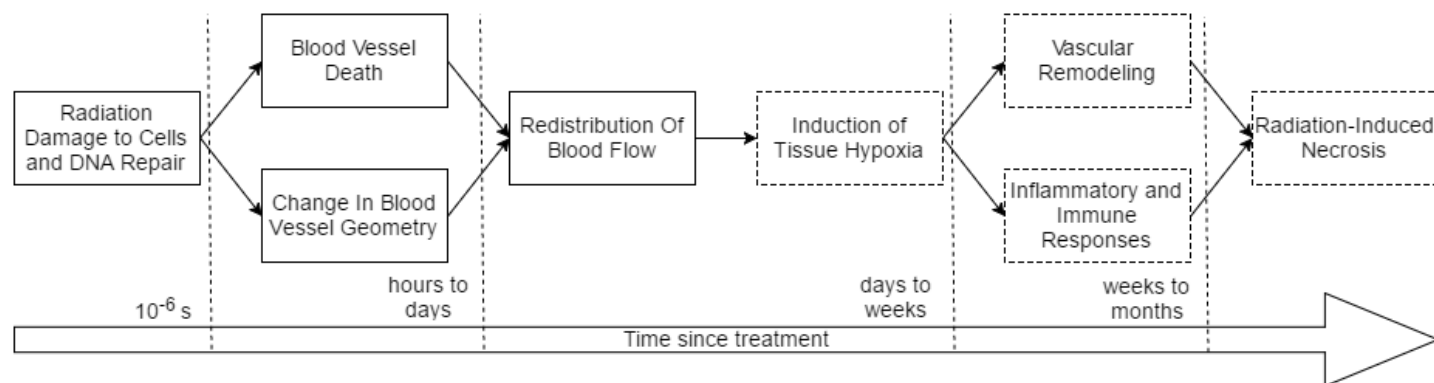 Radiation
Damage to Cells
and DNA Repair
Blood Vessel
Death
Change In Blood
Vessel Geometry
Redistribution Of
Blood Flow
Induction of
Tissue Hypoxia
Vascular
Remodeling
Inflammatory and
Immune
Responses
Radiation-Induced
Necrosis
10⁻⁶ s
hours to
days
days to
weeks
weeks to
months
Time since treatment